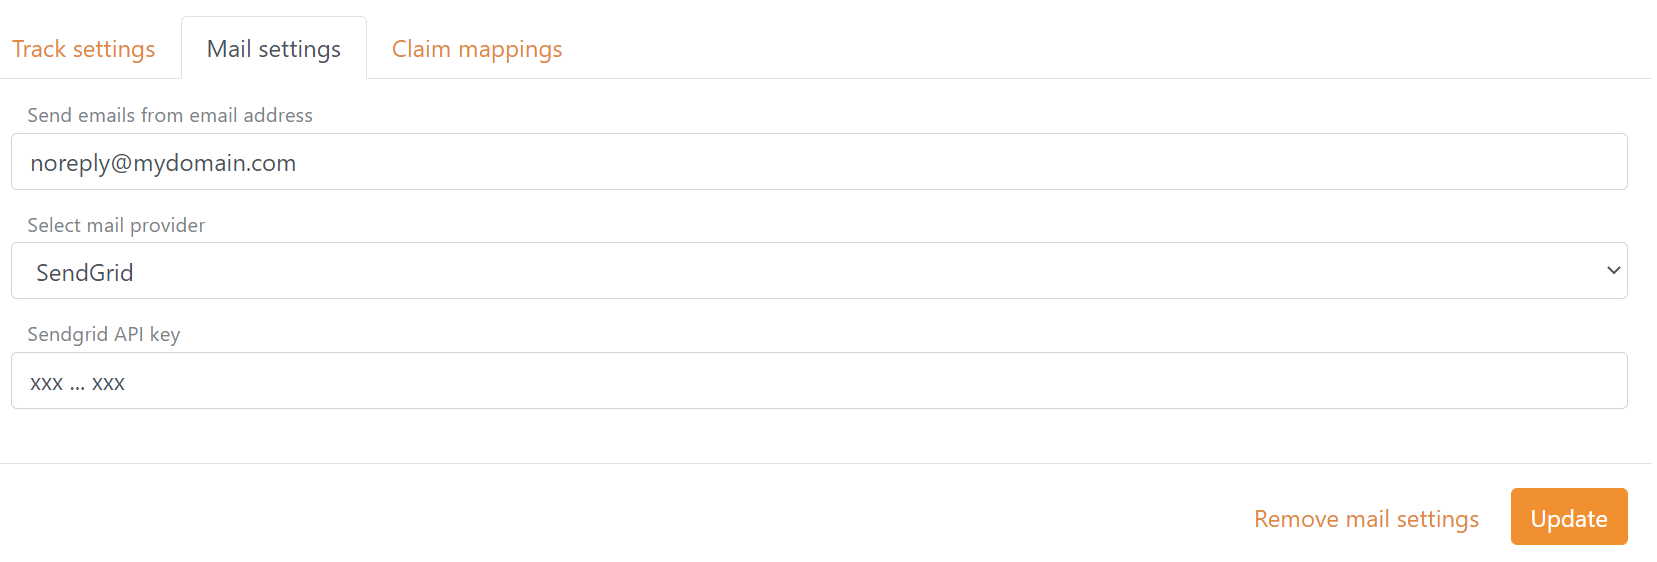 Track settings Mail settings Claim mappings
Send emails from email address
noreply@mydomain.com
Select mail provider
SendGrid
Sendgrid API key
xxx ... xxx
Remove mail settings Update